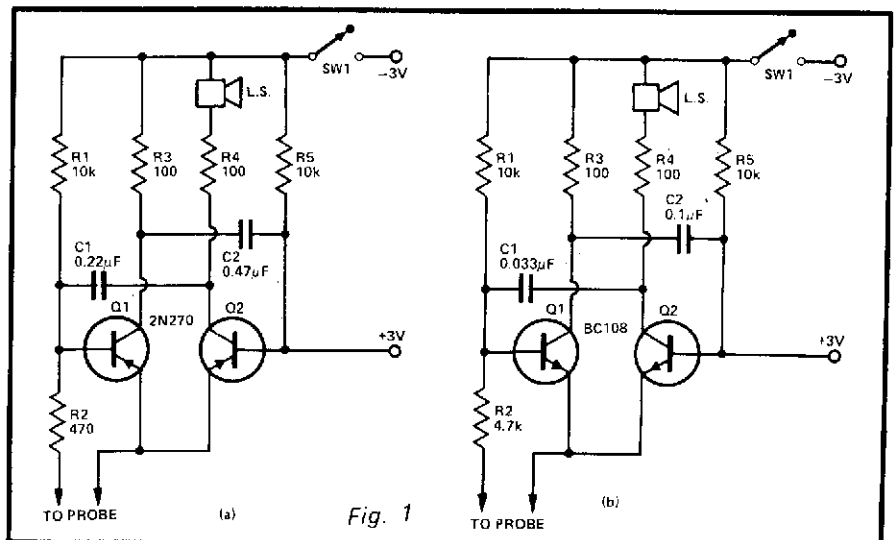 SW1
−3V
L.S.
R1
10k
R3
100
R4
100
R5
10k
C1
0.22µF
C2
0.47µF
Q1
2N270
Q2
+3V
R2
470
TO PROBE
(a)
Fig. 1
SW1
−3V
L.S.
R1
10k
R3
100
R4
100
R5
10k
C2
0.1µF
C1
0.033µF
Q1
BC108
Q2
+3V
R2
4.7k
TO PROBE
(b)